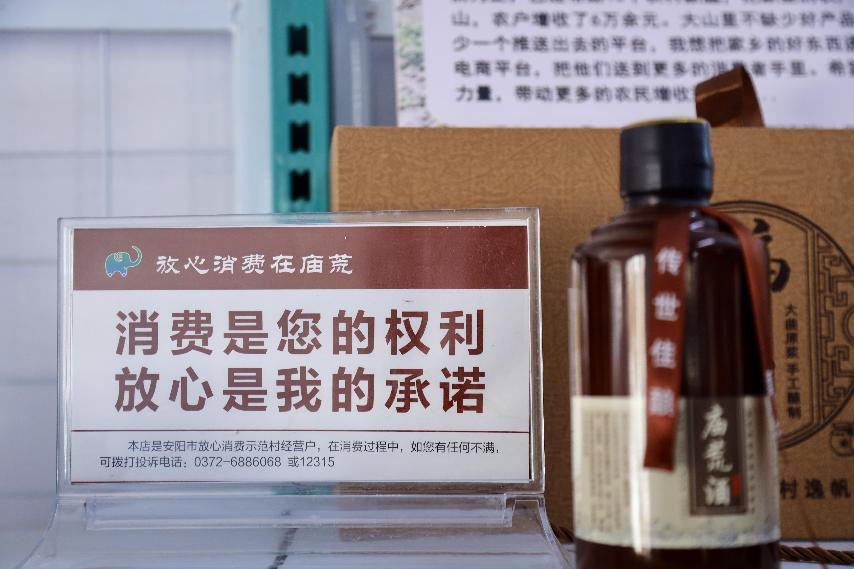 山，农户增收了6万余元。大山里不缺少好产品
少一个推送出去的平台，我想把家乡的好东西通
电商平台，把他们送到更多的消费者手里。希望
力量，带动更多的农民增收
放心消费在庙荒
消费是您的权利
放心是我的承诺
本店是安阳市放心消费示范村经营户，在消费过程中，如您有任何不满，
可拨打投诉电话：0372-6886068 或12315
传世佳酿
庙荒酒
大曲原浆 手工酿制
村逸帆